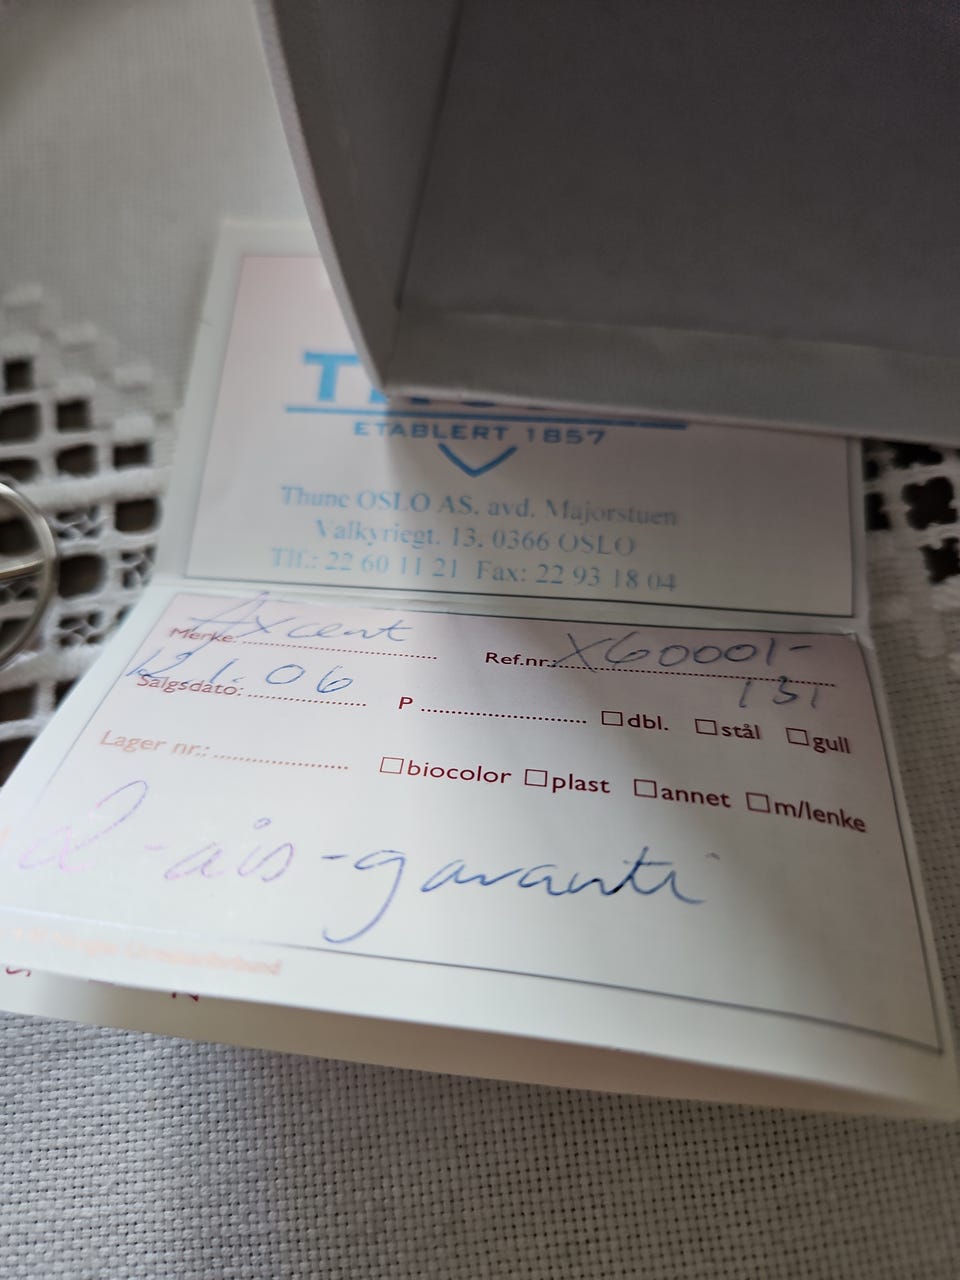 ETABLERT 1857
Thune OSLO AS, avd. Majorstuen
Valkyriegt. 13, 0366 OSLO
Tlf.: 22 60 11 21 Fax: 22 93 18 04
Merke: Axcent Ref.nr. X60001-
131
Salgsdato: 12.1.06 P ☐dbl. ☐stål ☐gull
Lager nr.: ☐biocolor ☐plast ☐annet ☐m/lenke
2-års-garanti